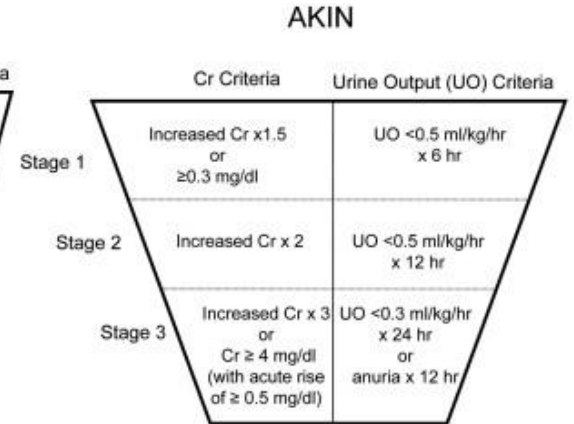 AKIN
Cr Criteria
Urine Output (UO) Criteria
a
Stage 1
Increased Cr x1.5
or
≥0.3 mg/dl
UO <0.5 ml/kg/hr
x 6 hr
Stage 2
Increased Cr x 2
UO <0.5 ml/kg/hr
x 12 hr
Stage 3
Increased Cr x 3
or
Cr ≥ 4 mg/dl
(with acute rise
of ≥ 0.5 mg/dl)
UO <0.3 ml/kg/hr
x 24 hr
or
anuria x 12 hr